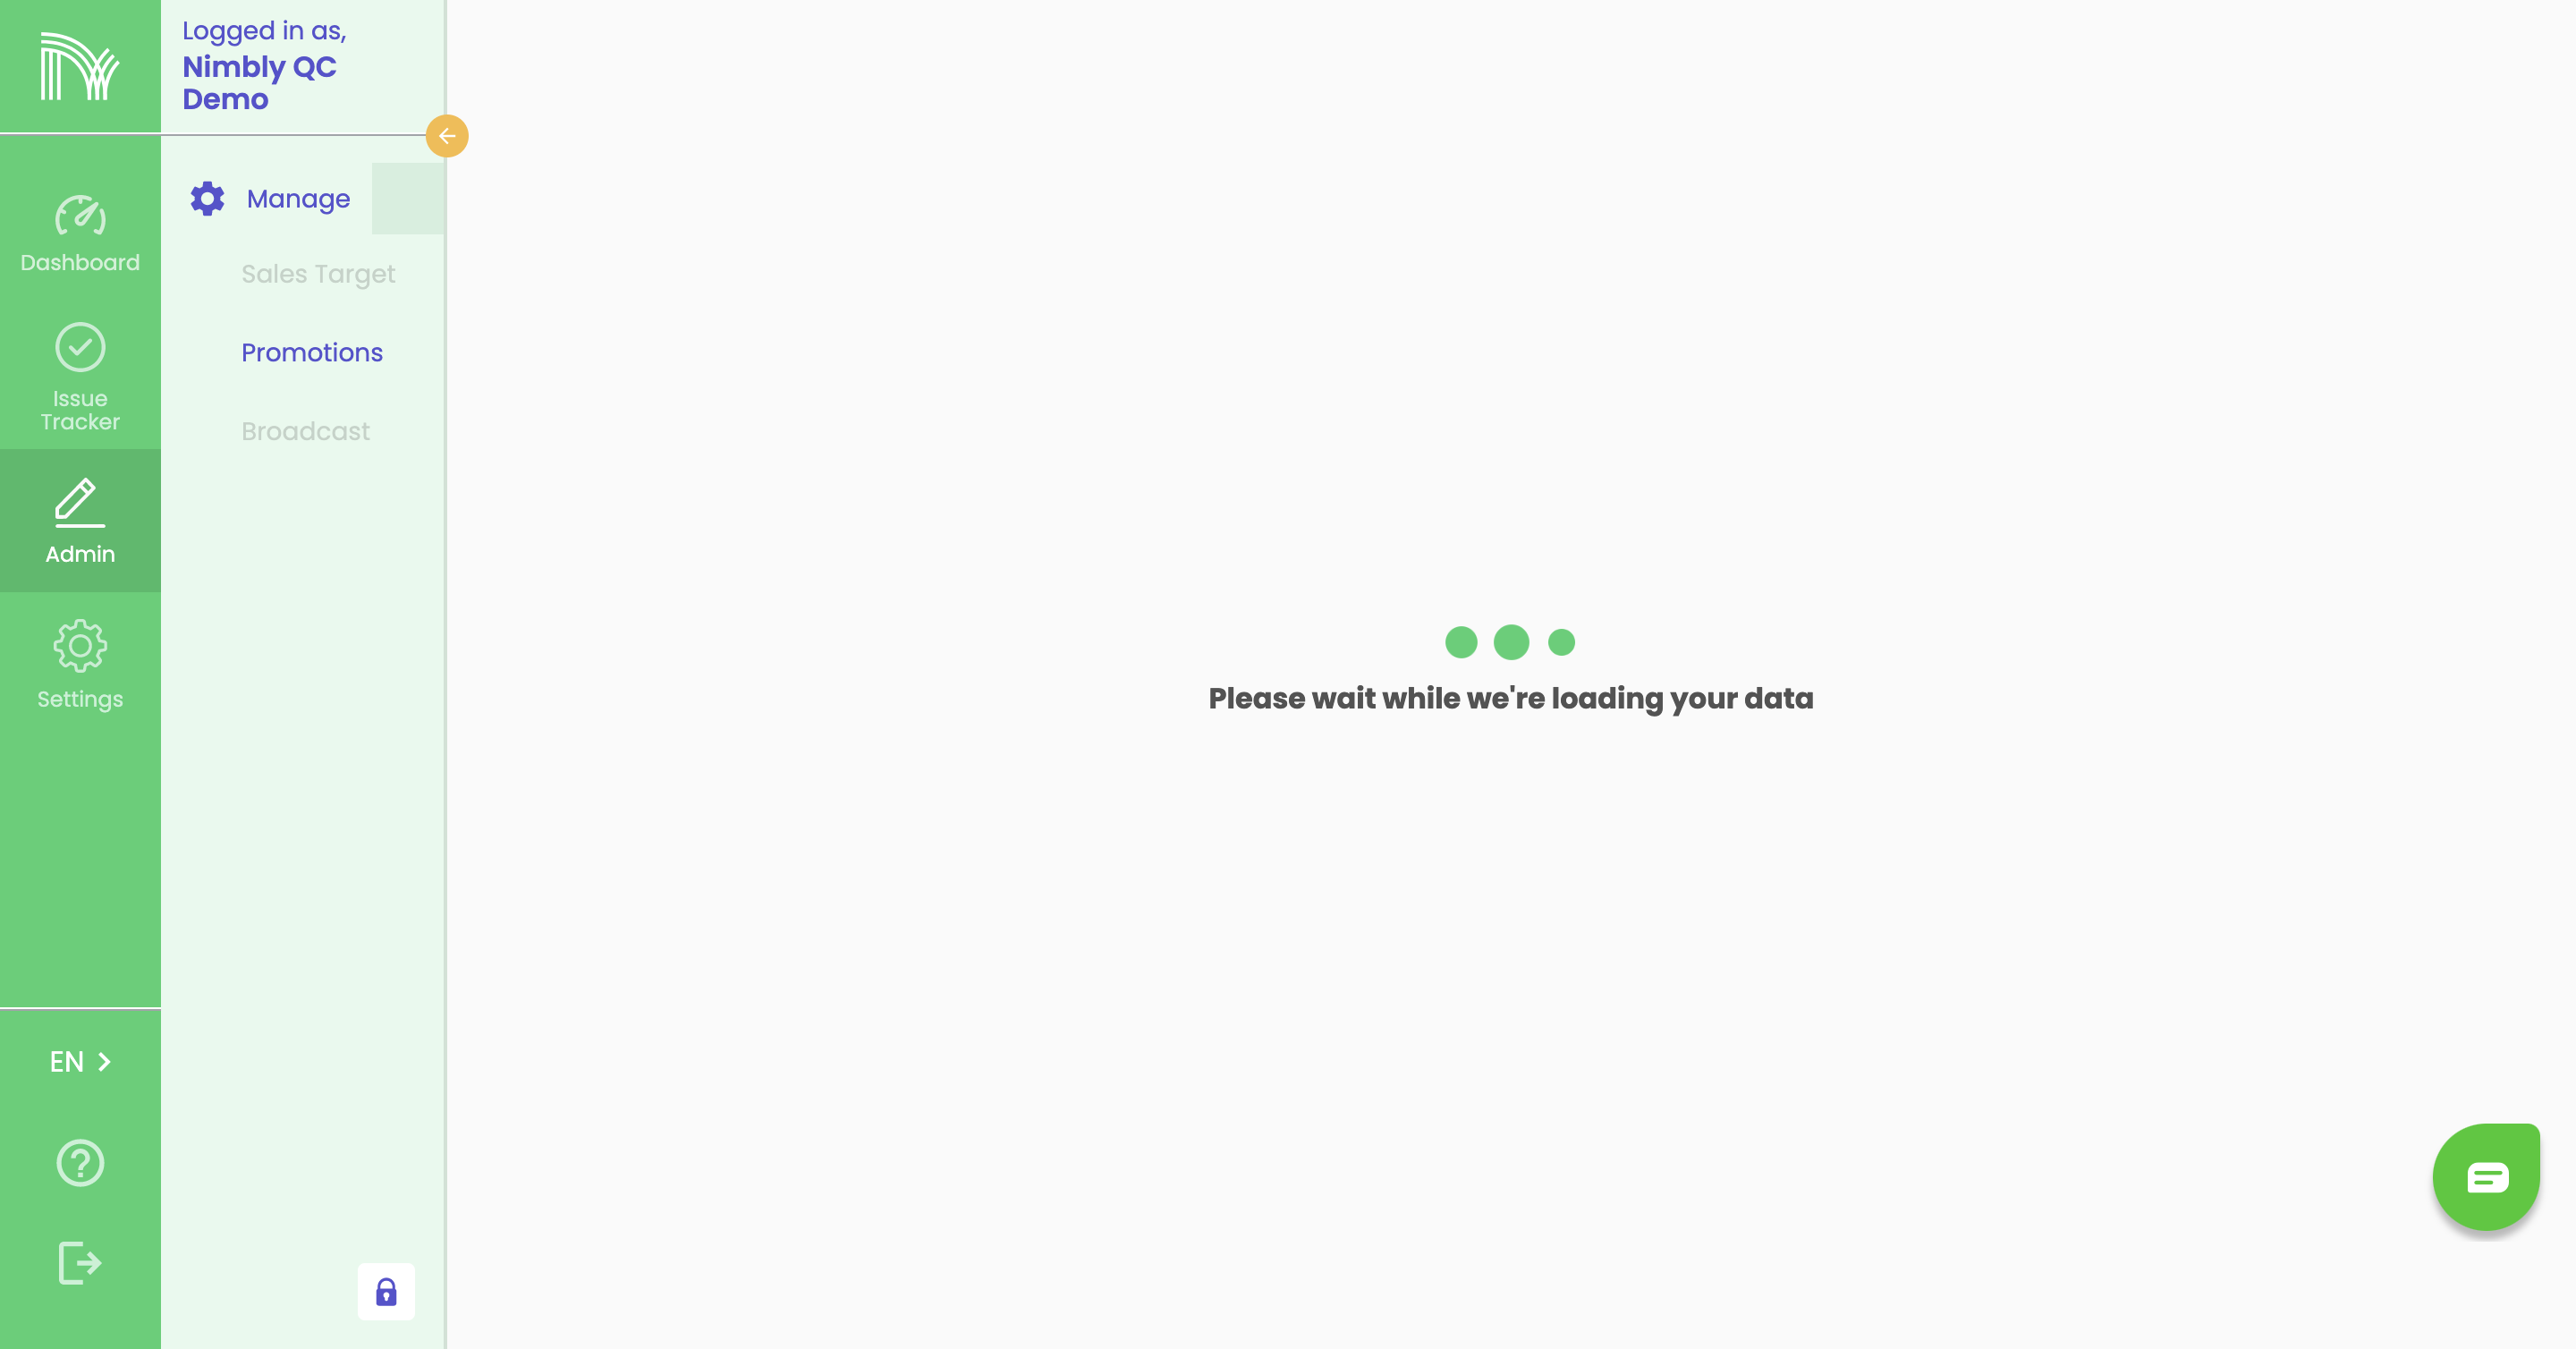 Logged in as,
Nimbly QC
Demo
Dashboard
Issue
Tracker
Admin
Settings
EN
Manage
Sales Target
Promotions
Broadcast
Please wait while we're loading your data